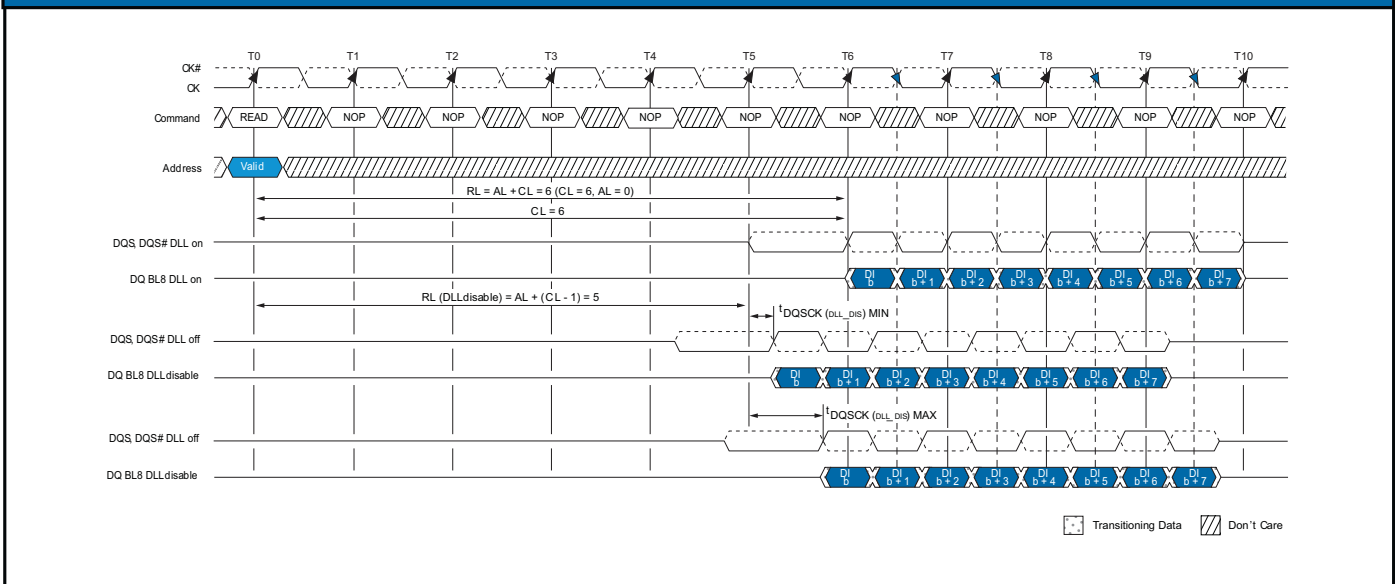 T0 T1 T2 T3 T4 T5 T6 T7 T8 T9 T10
CK#
CK
Command READ NOP NOP NOP NOP NOP NOP NOP NOP NOP NOP
Address Valid
RL = AL + CL = 6 (CL = 6, AL = 0)
CL = 6
DQS, DQS# DLL on
DQ BL8 DLL on DI b DI b + 1 DI b + 2 DI b + 3 DI b + 4 DI b + 5 DI b + 6 DI b + 7
RL (DLL disable) = AL + (CL - 1) = 5
tDQSCK (DLL_DIS) MIN
DQS, DQS# DLL off
DQ BL8 DLL disable DI b DI b + 1 DI b + 2 DI b + 3 DI b + 4 DI b + 5 DI b + 6 DI b + 7
tDQSCK (DLL_DIS) MAX
DQS, DQS# DLL off
DQ BL8 DLL disable DI b DI b + 1 DI b + 2 DI b + 3 DI b + 4 DI b + 5 DI b + 6 DI b + 7
Transitioning Data Don't Care